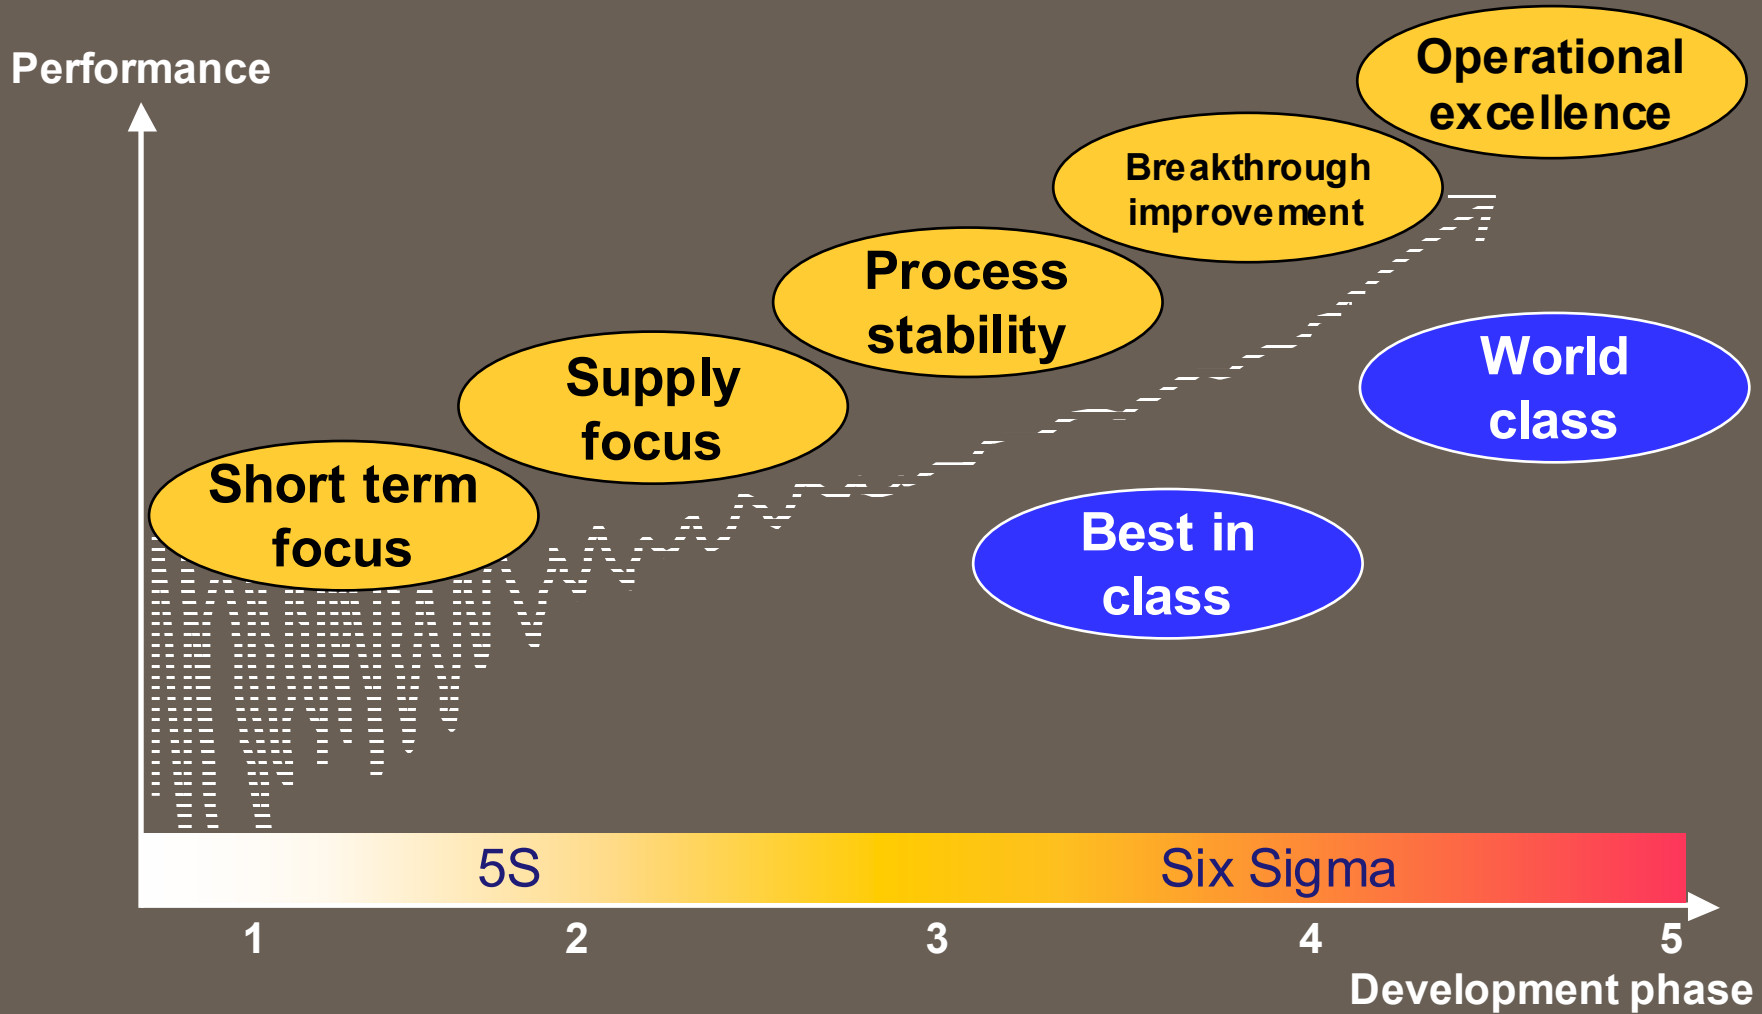 Performance
Operational
excellence
Breakthrough
improvement
Process
stability
Supply
focus
Short term
focus
World
class
Best in
class
5S
Six Sigma
1 2 3 4 5
Development phase